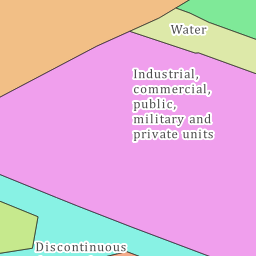 Water
Industrial,
commercial,
public,
military and
private units
Discontinuous